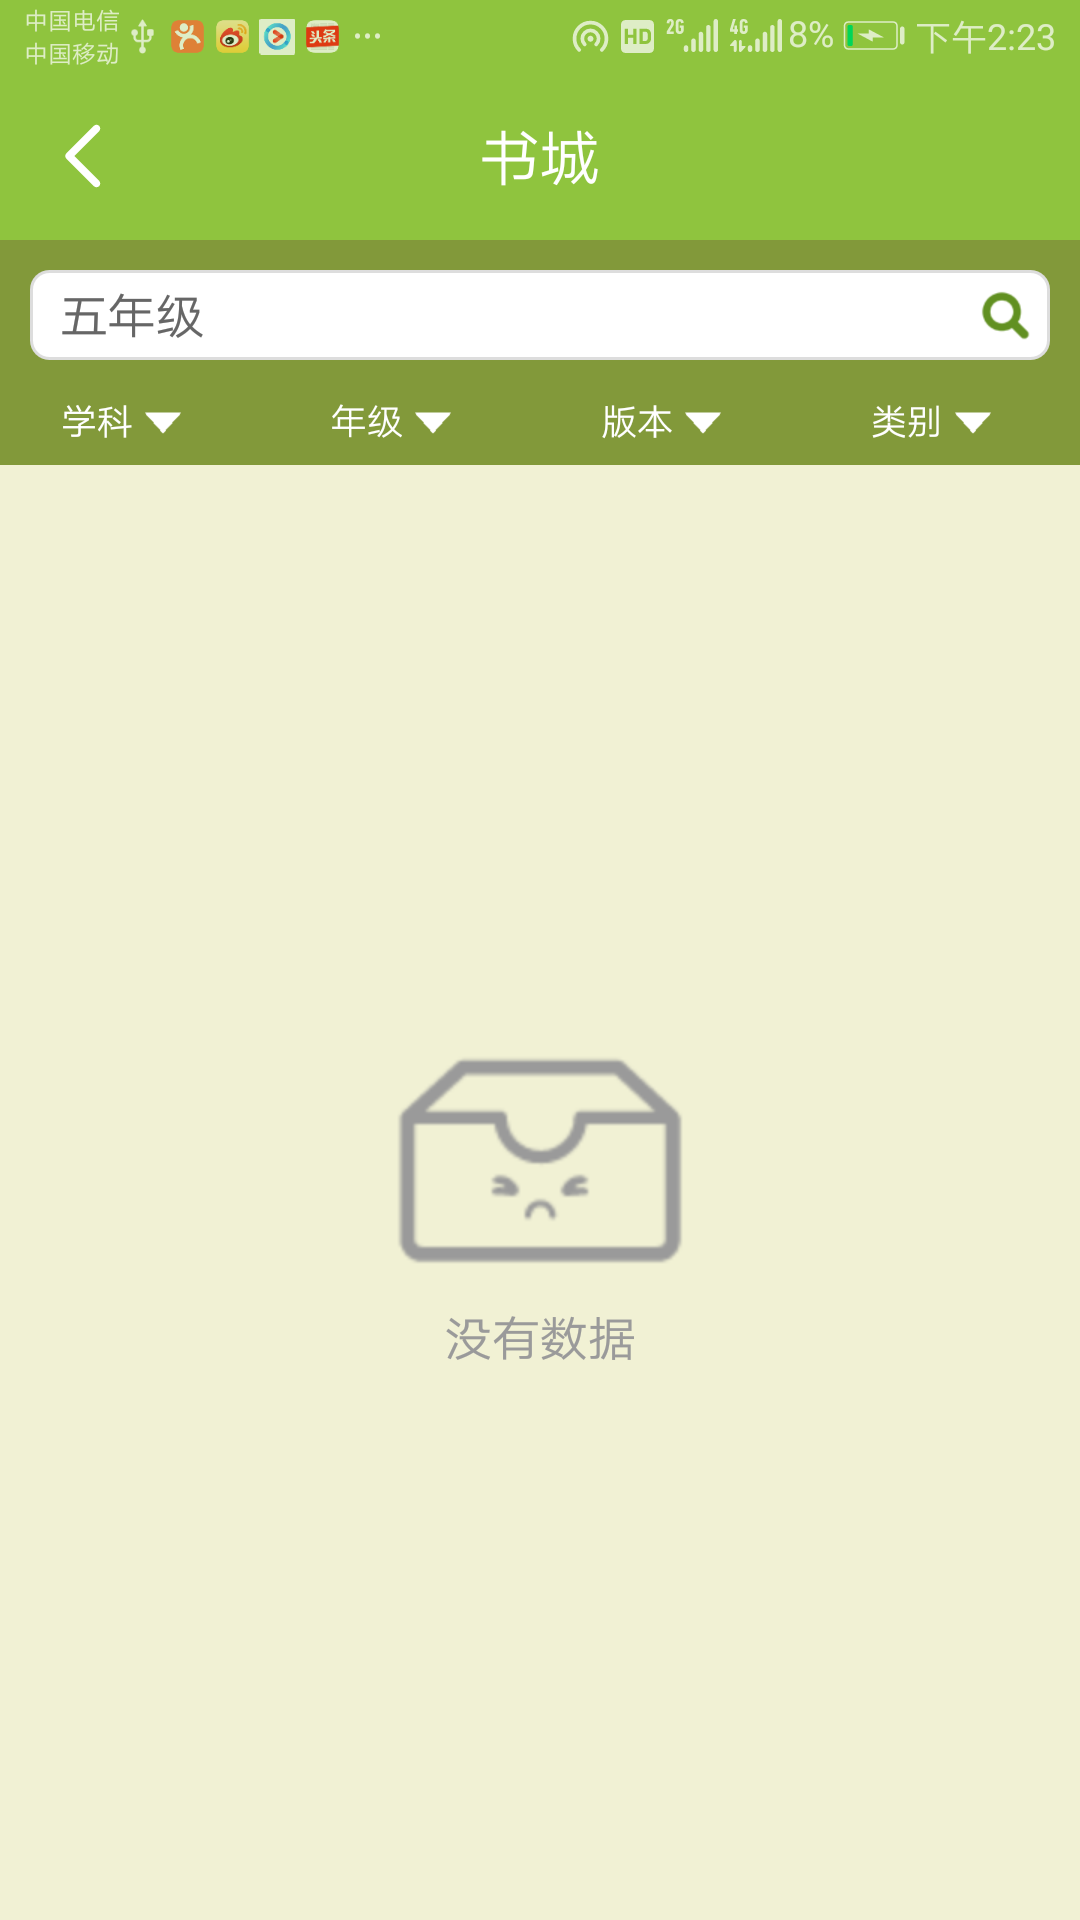 中国电信
中国移动
头条
HD
2G
4G
8%
下午2:23
书城
五年级
学科
年级
版本
类别
没有数据